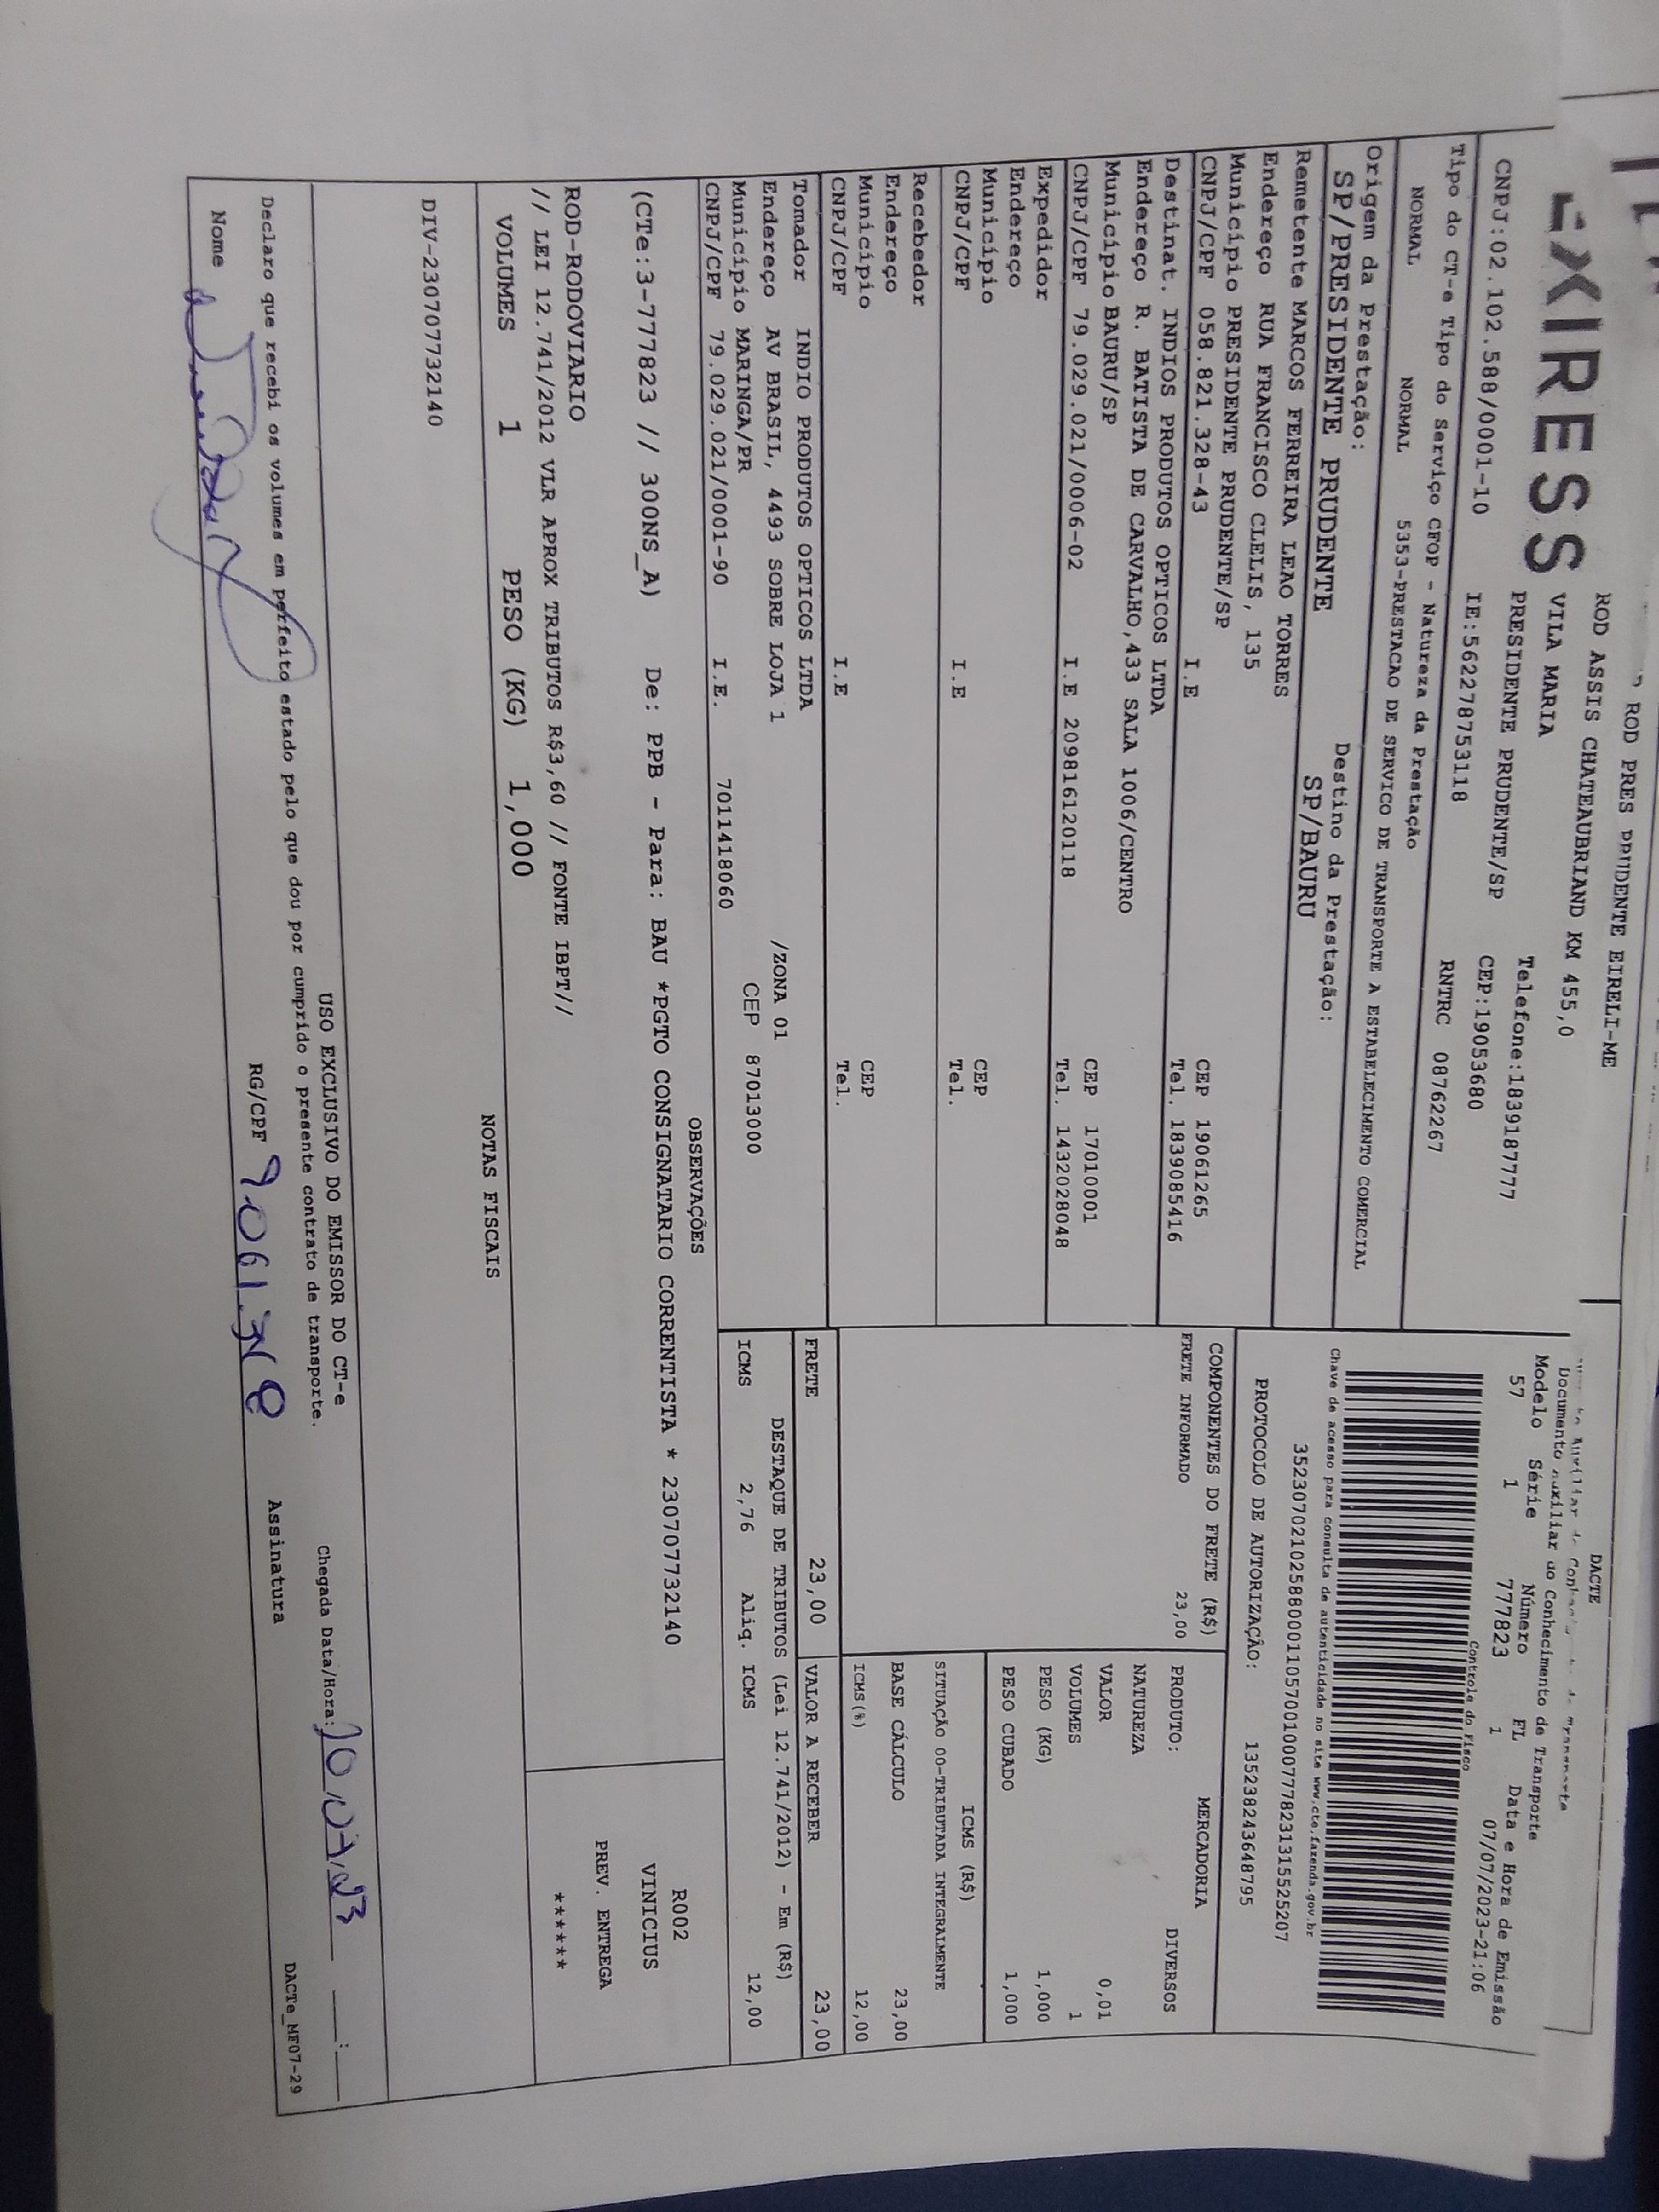 EXPRESS
ROD PRES PRUDENTE EIRELI-ME
ROD ASSIS CHATEAUBRIAND KM 455,0
VILA MARIA
PRESIDENTE PRUDENTE/SP
Telefone:1839187777
CNPJ:02.102.588/0001-10 IE:562278753118 CEP:19053680
RNTRC 08762267
Tipo do CT-e Tipo do Serviço CFOP - Natureza da Prestação
NORMAL NORMAL 5353-PRESTACAO DE SERVICO DE TRANSPORTE A ESTABELECIMENTO COMERCIAL
Origem da Prestação: Destino da Prestação:
SP/PRESIDENTE PRUDENTE SP/BAURU
DACTE
Documento Auxiliar do Conhecimento de Transporte
Modelo Série Número FL Data e Hora de Emissão
57 1 777823 1 07/07/2023-21:06
Controle do Fisco
Chave de acesso para consulta de autenticidade no site www.cte.fazenda.gov.br
35230702102588000110570010007778231315525207
PROTOCOLO DE AUTORIZAÇÃO: 135238243648795
Remetente MARCOS FERREIRA LEAO TORRES
Endereço RUA FRANCISCO CLELIS, 135
Município PRESIDENTE PRUDENTE/SP CEP 19061265
CNPJ/CPF 058.821.328-43 I.E Tel. 1839085416
Destinat. INDIOS PRODUTOS OPTICOS LTDA
Endereço R. BATISTA DE CARVALHO,433 SALA 1006/CENTRO
Município BAURU/SP CEP 17010001
CNPJ/CPF 79.029.021/0006-02 I.E 209816120118 Tel. 1432028048
Expedidor
Endereço
Município CEP
CNPJ/CPF I.E Tel.
Recebedor
Endereço
Município CEP
CNPJ/CPF I.E Tel.
Tomador INDIO PRODUTOS OPTICOS LTDA
Endereço AV BRASIL, 4493 SOBRE LOJA 1 /ZONA 01
Município MARINGA/PR CEP 87013000
CNPJ/CPF 79.029.021/0001-90 I.E. 7011418060
COMPONENTES DO FRETE (R$)
FRETE INFORMADO 23,00
MERCADORIA
PRODUTO: DIVERSOS
NATUREZA
VALOR 0,01
VOLUMES 1
PESO (KG) 1,000
PESO CUBADO 1,000
ICMS (R$)
SITUAÇÃO 00-TRIBUTADA INTEGRALMENTE
BASE CÁLCULO 23,00
ICMS(%) 12,00
FRETE 23,00 VALOR A RECEBER 23,00
DESTAQUE DE TRIBUTOS (Lei 12.741/2012) - Em (R$)
ICMS 2,76 Aliq. ICMS 12,00
OBSERVAÇÕES
(CTe:3-777823 // 300NS_A) De: PPB - Para: BAU *PGTO CONSIGNATARIO CORRENTISTA * 230707732140
ROD-RODOVIARIO
// LEI 12.741/2012 VLR APROX TRIBUTOS R$3,60 // FONTE IBPT//
R002
VINICIUS
PREV. ENTREGA
******
VOLUMES 1 PESO (KG) 1,000
NOTAS FISCAIS
DIV-230707732140
USO EXCLUSIVO DO EMISSOR DO CT-e
Declaro que recebi os volumes em perfeito estado pelo que dou por cumprido o presente contrato de transporte.
Chegada Data/Hora: 10/07/23 __:__
Nome RG/CPF Assinatura
DACTe_MF07-29